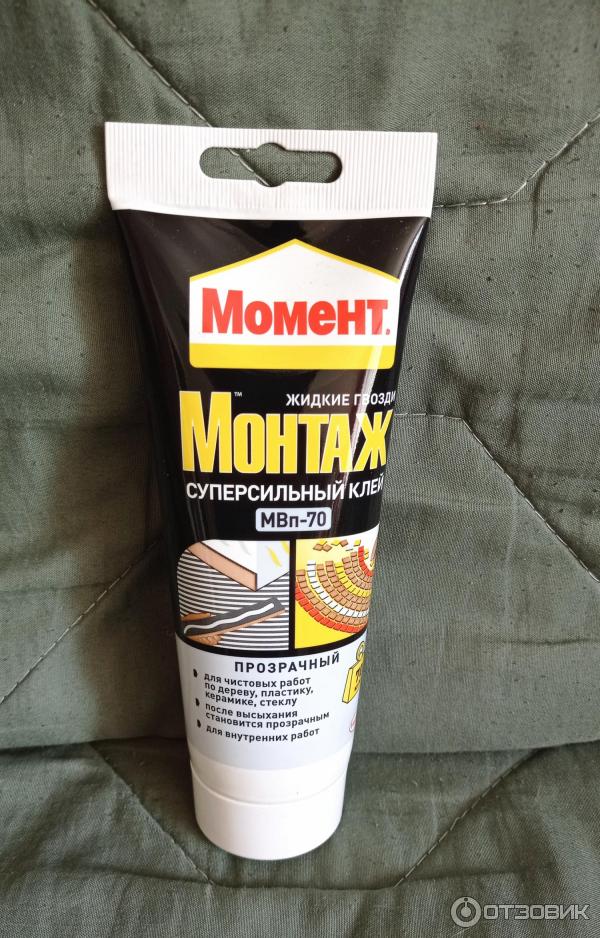 Момент.
ЖИДКИЕ ГВОЗДИ
МОНТАЖ™
СУПЕРСИЛЬНЫЙ КЛЕЙ
МВп-70
ПРОЗРАЧНЫЙ
• для чистовых работ
по дереву, пластику,
керамике, стеклу
• после высыхания
становится прозрачным
• для внутренних работ
ОТЗОВИК